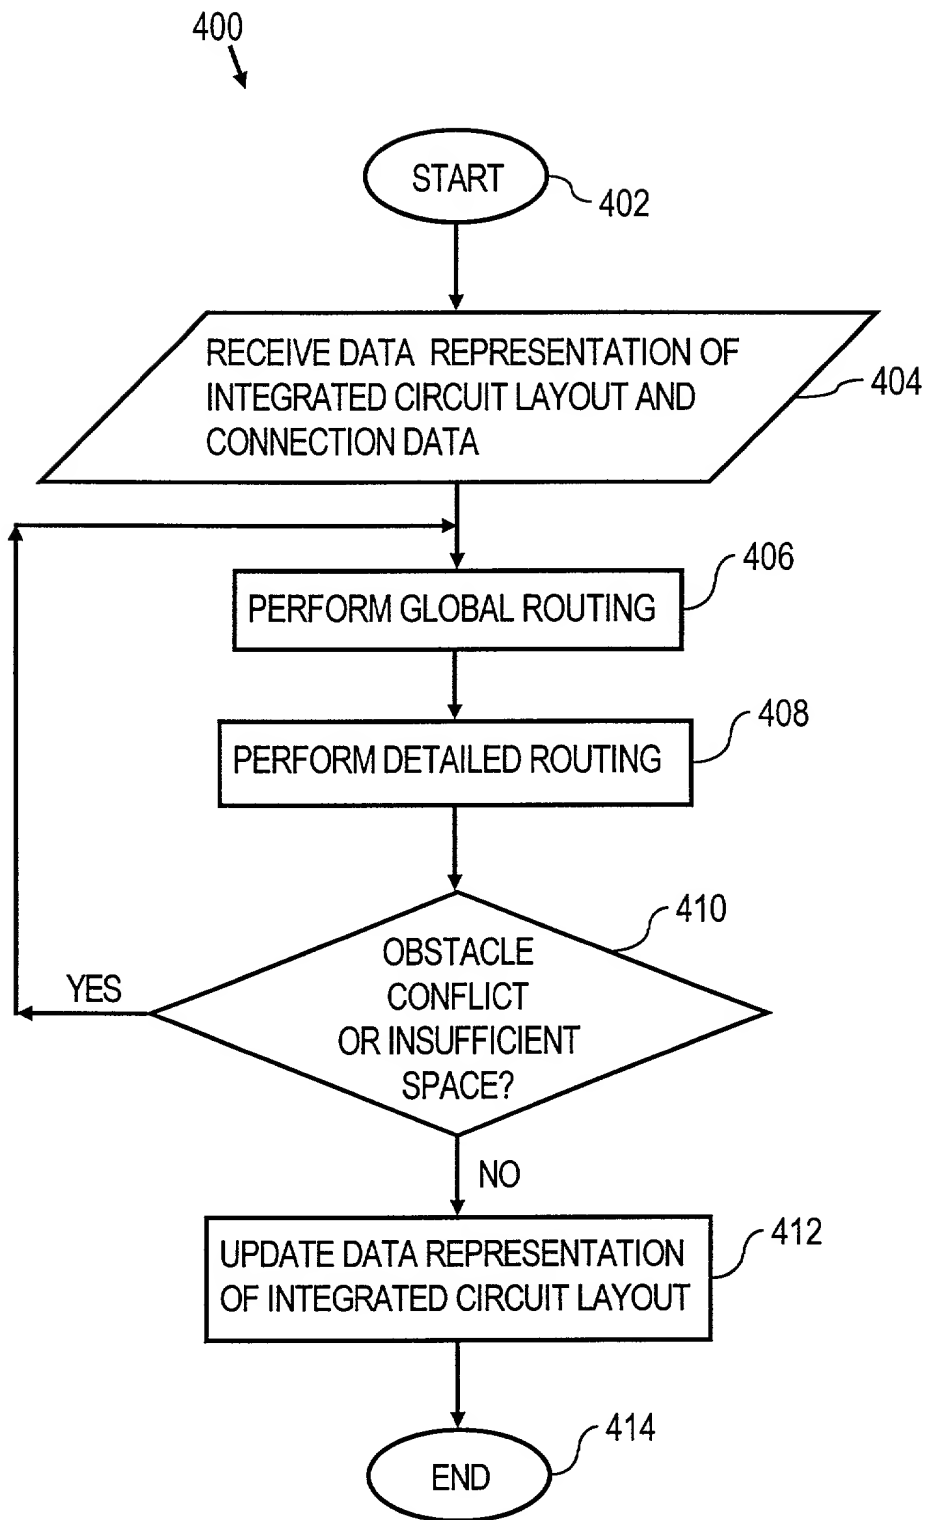 400
START
402
RECEIVE DATA REPRESENTATION OF
INTEGRATED CIRCUIT LAYOUT AND
CONNECTION DATA
404
406
PERFORM GLOBAL ROUTING
408
PERFORM DETAILED ROUTING
410
OBSTACLE
CONFLICT
OR INSUFFICIENT
SPACE?
YES
NO
412
UPDATE DATA REPRESENTATION
OF INTEGRATED CIRCUIT LAYOUT
414
END